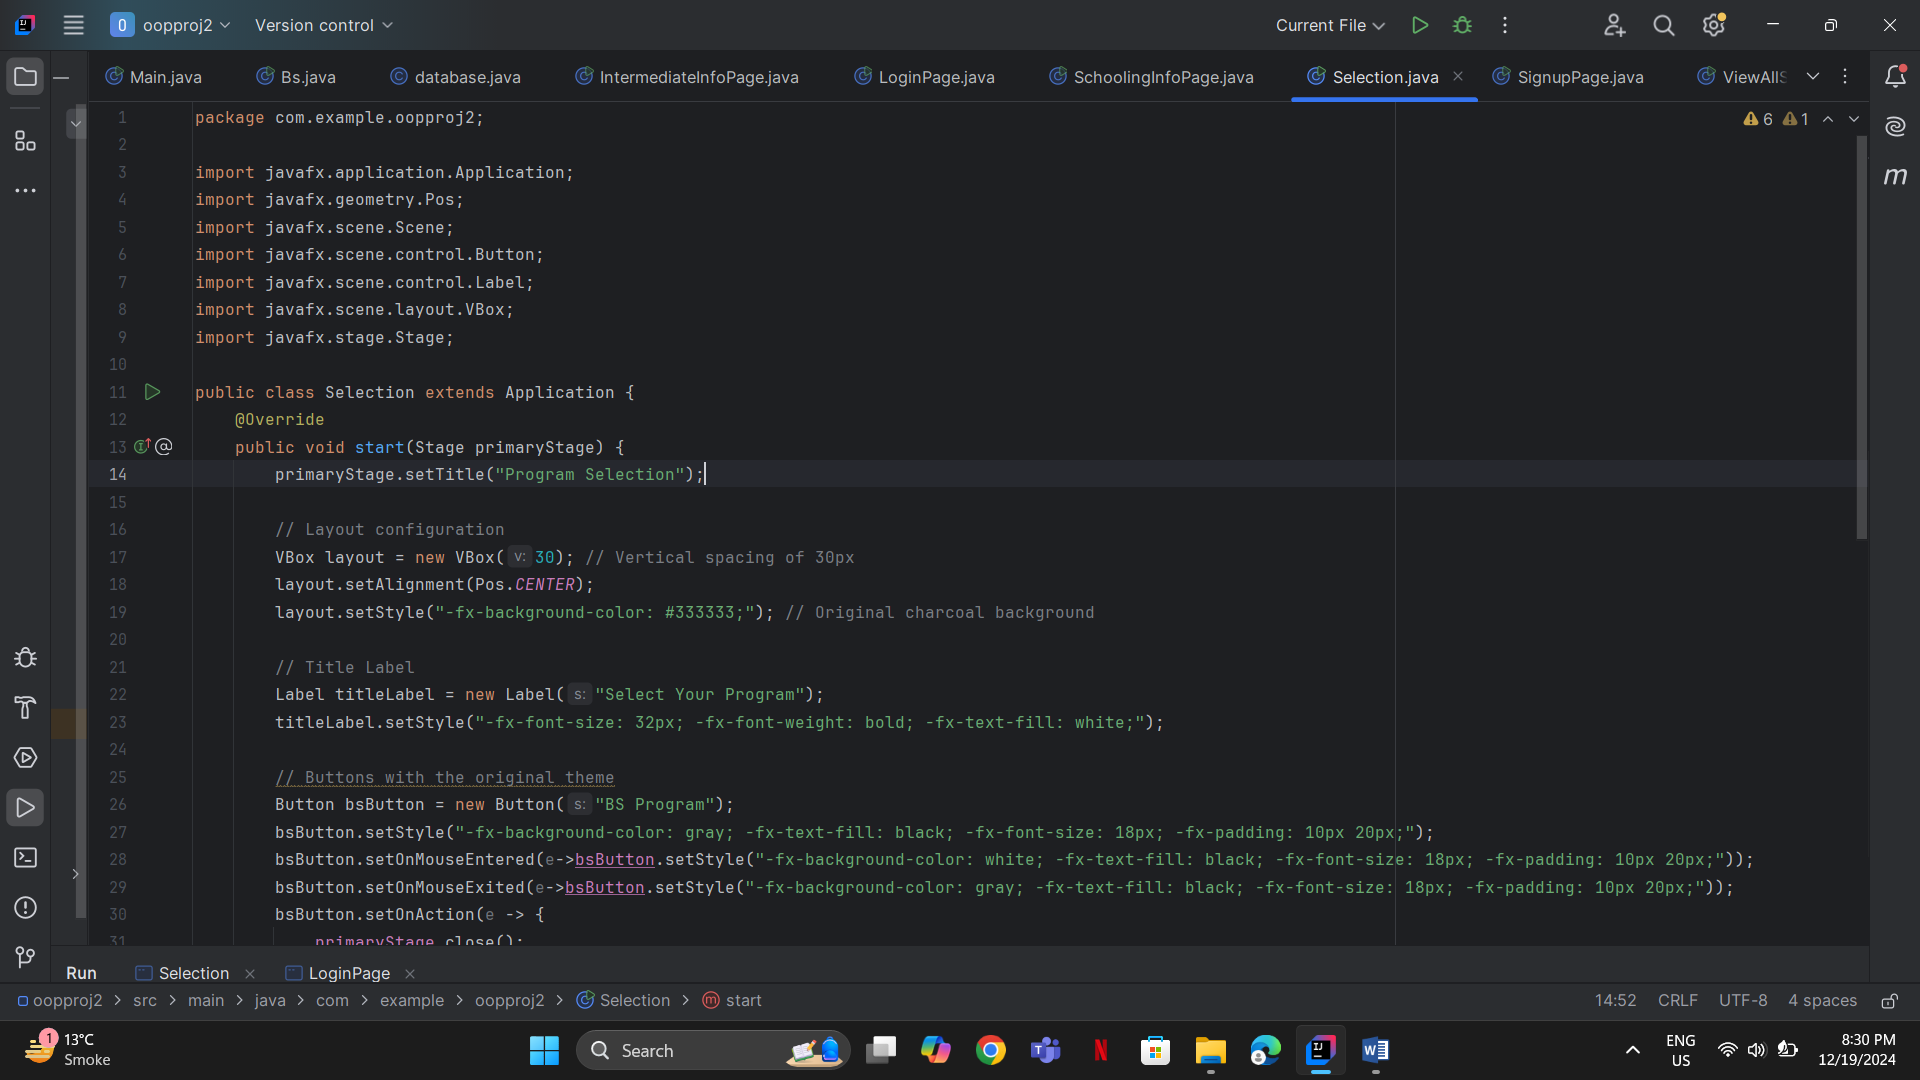 oopproj2 Version control Current File
Main.java Bs.java database.java IntermediateInfoPage.java LoginPage.java SchoolingInfoPage.java Selection.java SignupPage.java ViewAllS
6 1
1 package com.example.oopproj2;
2
3 import javafx.application.Application;
4 import javafx.geometry.Pos;
5 import javafx.scene.Scene;
6 import javafx.scene.control.Button;
7 import javafx.scene.control.Label;
8 import javafx.scene.layout.VBox;
9 import javafx.stage.Stage;
10
11 public class Selection extends Application {
12 @Override
13 public void start(Stage primaryStage) {
14 primaryStage.setTitle("Program Selection");
15
16 // Layout configuration
17 VBox layout = new VBox( v: 30); // Vertical spacing of 30px
18 layout.setAlignment(Pos.CENTER);
19 layout.setStyle("-fx-background-color: #333333;"); // Original charcoal background
20
21 // Title Label
22 Label titleLabel = new Label( s: "Select Your Program");
23 titleLabel.setStyle("-fx-font-size: 32px; -fx-font-weight: bold; -fx-text-fill: white;");
24
25 // Buttons with the original theme
26 Button bsButton = new Button( s: "BS Program");
27 bsButton.setStyle("-fx-background-color: gray; -fx-text-fill: black; -fx-font-size: 18px; -fx-padding: 10px 20px;");
28 bsButton.setOnMouseEntered(e->bsButton.setStyle("-fx-background-color: white; -fx-text-fill: black; -fx-font-size: 18px; -fx-padding: 10px 20px;"));
29 bsButton.setOnMouseExited(e->bsButton.setStyle("-fx-background-color: gray; -fx-text-fill: black; -fx-font-size: 18px; -fx-padding: 10px 20px;"));
30 bsButton.setOnAction(e -> {
31 primaryStage.close();
Run Selection LoginPage
oopproj2 > src > main > java > com > example > oopproj2 > Selection > start 14:52 CRLF UTF-8 4 spaces
1 13°C
Smoke
Search
ENG
US
8:30 PM
12/19/2024